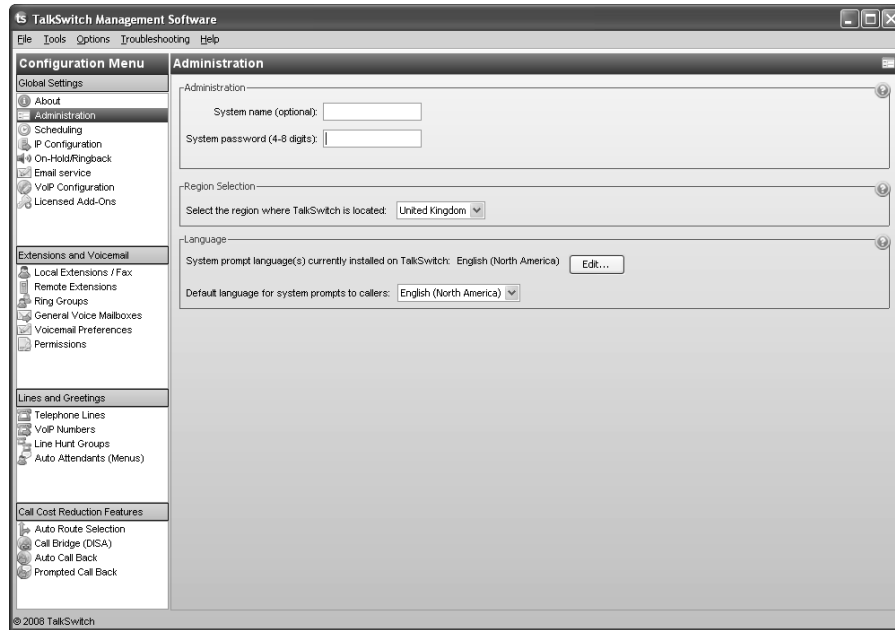 ts TalkSwitch Management Software
File Tools Options Troubleshooting Help
Configuration Menu
Global Settings
About
Administration
Scheduling
IP Configuration
On-Hold/Ringback
Email service
VoIP Configuration
Licensed Add-Ons
Extensions and Voicemail
Local Extensions / Fax
Remote Extensions
Ring Groups
General Voice Mailboxes
Voicemail Preferences
Permissions
Lines and Greetings
Telephone Lines
VoIP Numbers
Line Hunt Groups
Auto Attendants (Menus)
Call Cost Reduction Features
Auto Route Selection
Call Bridge (DISA)
Auto Call Back
Prompted Call Back
Administration
Administration
System name (optional):
System password (4-8 digits):
Region Selection
Select the region where TalkSwitch is located: United Kingdom
Language
System prompt language(s) currently installed on TalkSwitch: English (North America) Edit...
Default language for system prompts to callers: English (North America)
© 2008 TalkSwitch